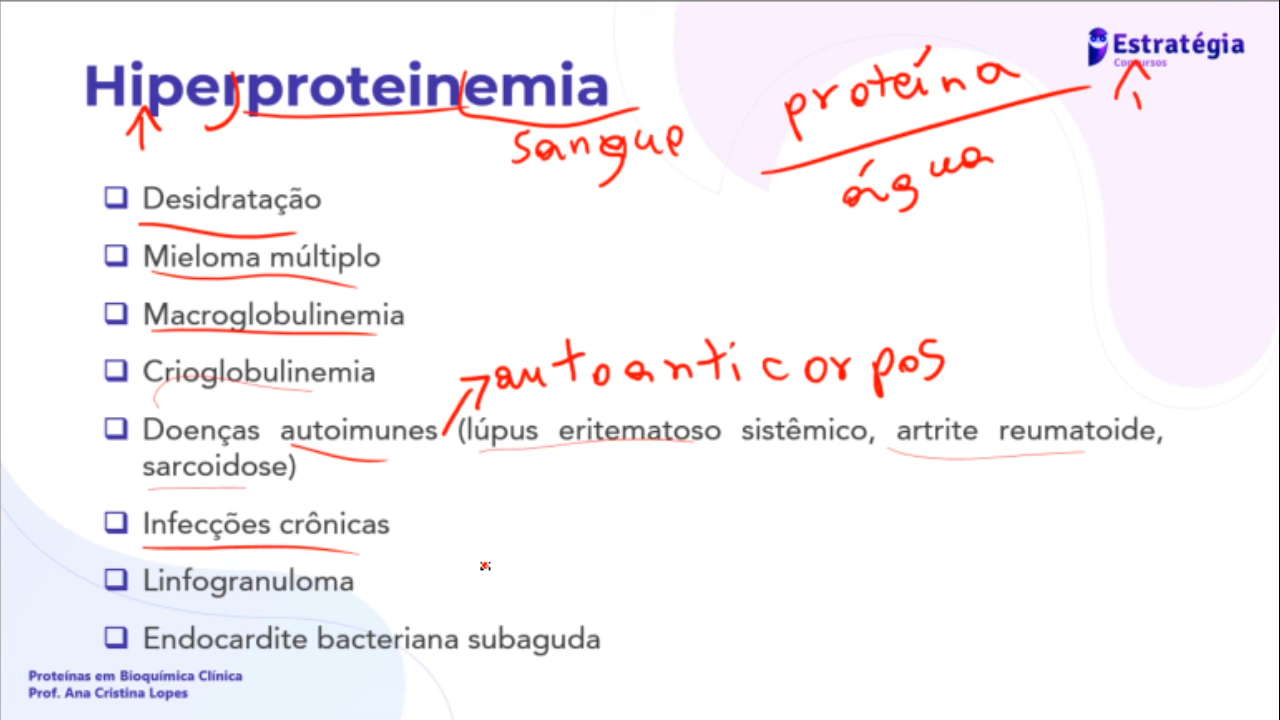 Estratégia
Concursos
Hiperproteinemia
proteína
sangue
água
Desidratação
Mieloma múltiplo
Macroglobulinemia
Crioglobulinemia
autoanticorpos
Doenças autoimunes (lúpus eritematoso sistêmico, artrite reumatoide,
sarcoidose)
Infecções crônicas
Linfogranuloma
Endocardite bacteriana subaguda
Proteínas em Bioquímica Clínica
Prof. Ana Cristina Lopes